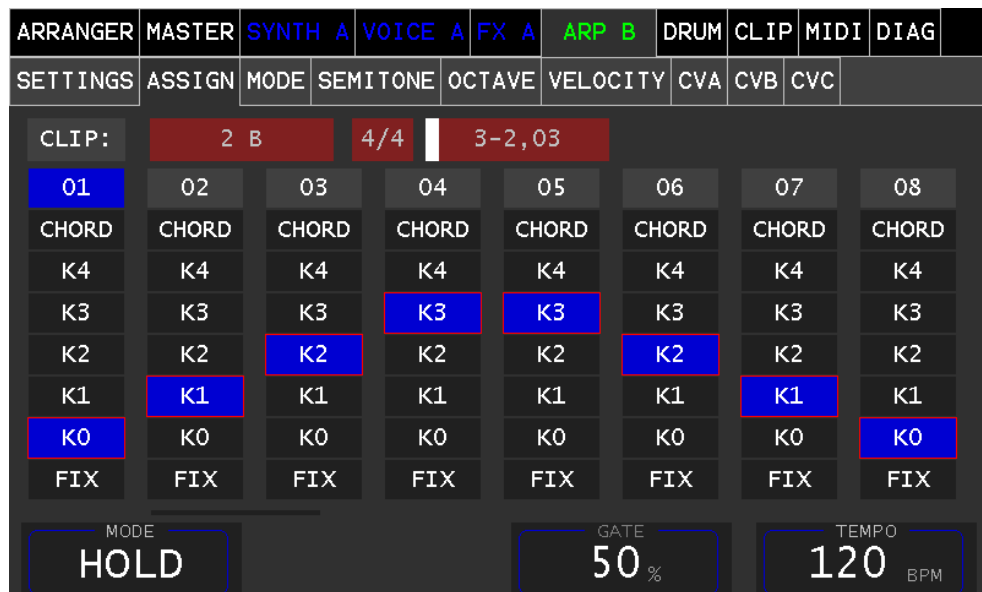 ARRANGER MASTER SYNTH A VOICE A FX A ARP B DRUM CLIP MIDI DIAG
SETTINGS ASSIGN MODE SEMITONE OCTAVE VELOCITY CVA CVB CVC
CLIP: 2 B 4/4 3-2,03
01 02 03 04 05 06 07 08
CHORD CHORD CHORD CHORD CHORD CHORD CHORD CHORD
K4 K4 K4 K4 K4 K4 K4 K4
K3 K3 K3 K3 K3 K3 K3 K3
K2 K2 K2 K2 K2 K2 K2 K2
K1 K1 K1 K1 K1 K1 K1 K1
K0 K0 K0 K0 K0 K0 K0 K0
FIX FIX FIX FIX FIX FIX FIX FIX
MODE GATE TEMPO
HOLD 50 % 120 BPM